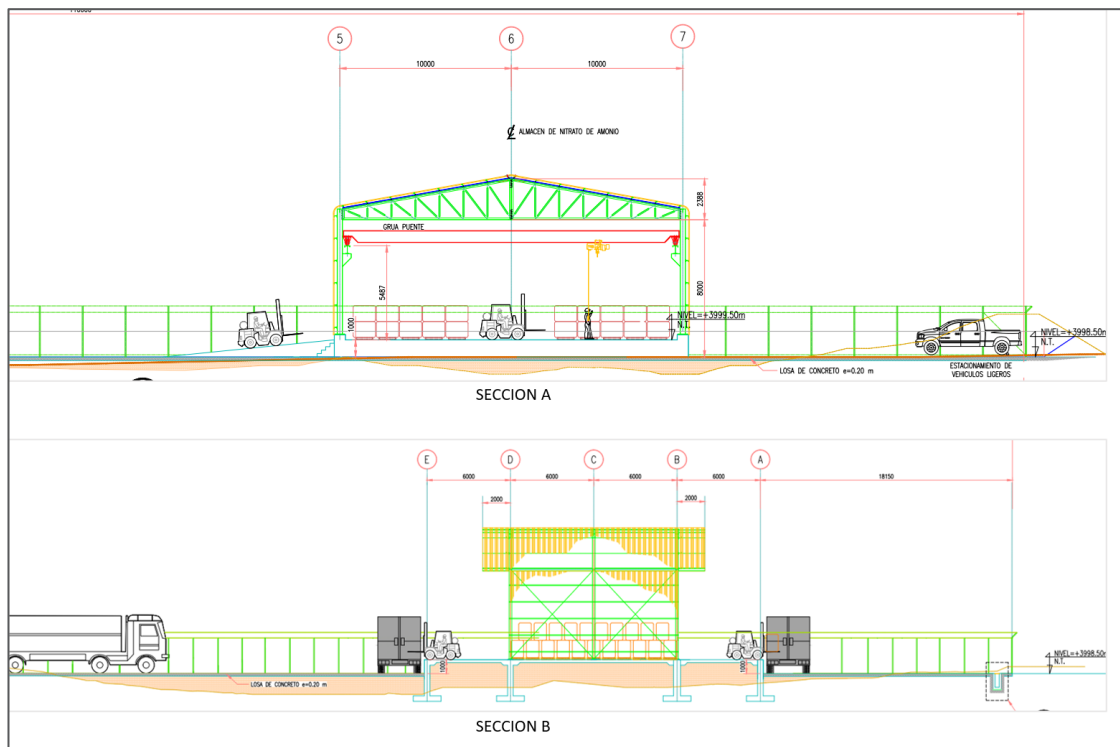 5
6
7
10000
10000
ALMACEN DE NITRATO DE AMONIO
2388
GRUA PUENTE
5487
8000
1000
NIVEL=+3999.50m
N.T.
NIVEL=+3998.50m
N.T.
LOSA DE CONCRETO e=0.20 m
ESTACIONAMIENTO DE
VEHICULOS LIGEROS
SECCION A
E
D
C
B
A
6000
6000
6000
6000
18150
2000
2000
1000
1000
NIVEL=+3998.50m
N.T.
LOSA DE CONCRETO e=0.20 m
SECCION B